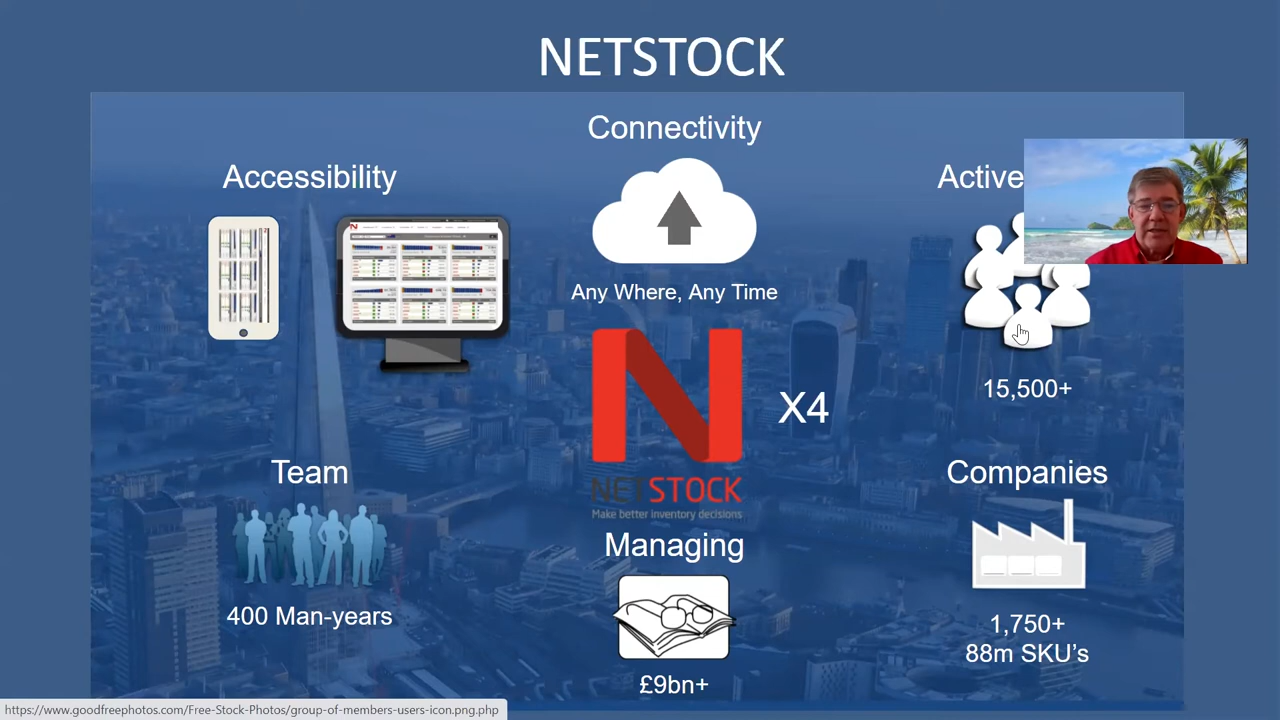 NETSTOCK
Connectivity
Accessibility
Active
Any Where, Any Time
15,500+
X4
NETSTOCK
Make better inventory decisions
Team
Companies
Managing
400 Man-years
1,750+
88m SKU's
£9bn+
https://www.goodfreephotos.com/Free-Stock-Photos/group-of-members-users-icon.png.php